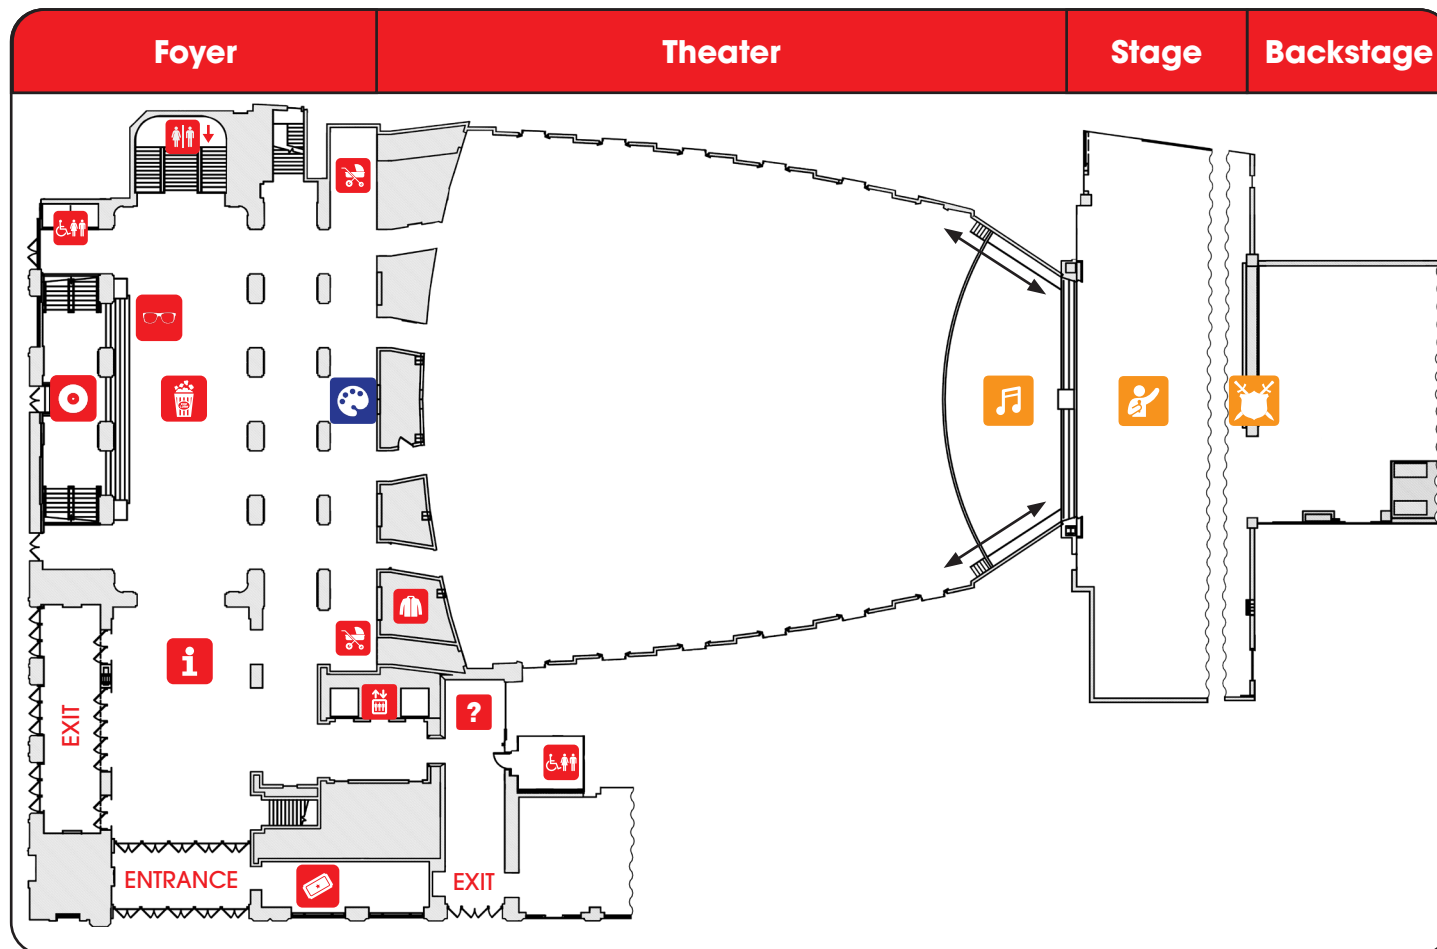 Foyer
Theater
Stage
Backstage
i
EXIT
?
ENTRANCE
EXIT